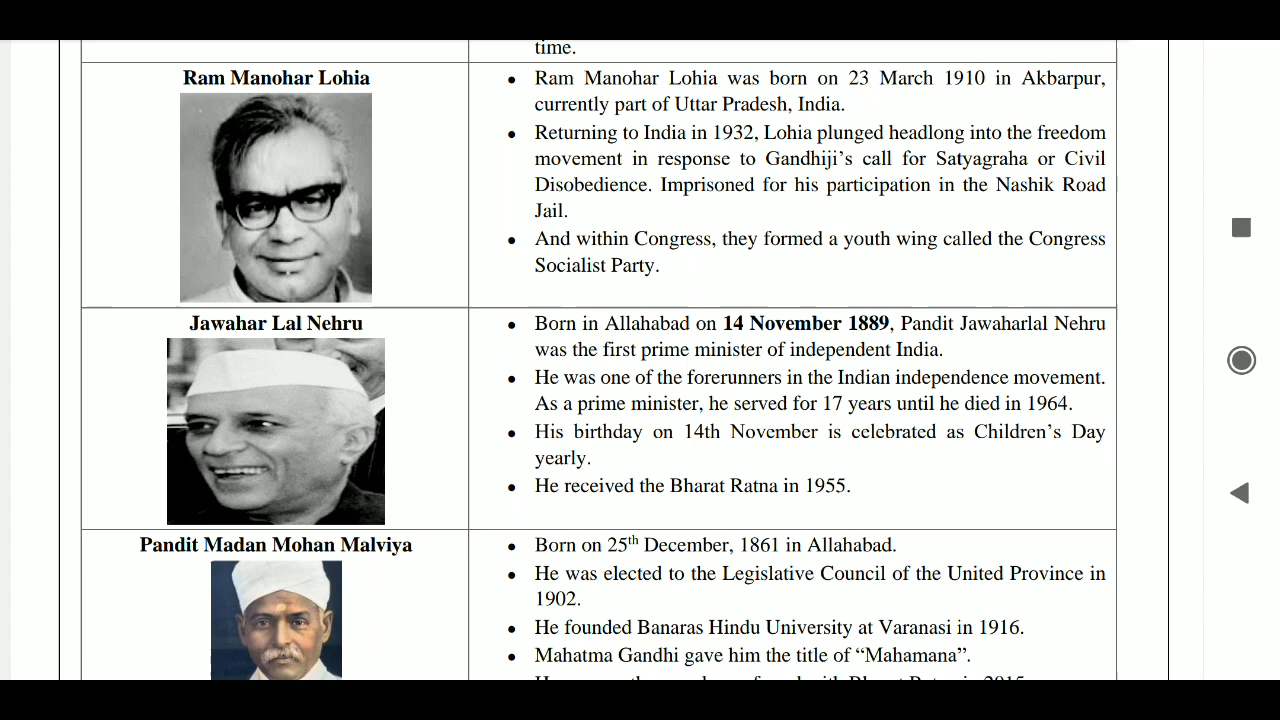 time.
Ram Manohar Lohia
• Ram Manohar Lohia was born on 23 March 1910 in Akbarpur,
currently part of Uttar Pradesh, India.
• Returning to India in 1932, Lohia plunged headlong into the freedom
movement in response to Gandhiji’s call for Satyagraha or Civil
Disobedience. Imprisoned for his participation in the Nashik Road
Jail.
• And within Congress, they formed a youth wing called the Congress
Socialist Party.
Jawahar Lal Nehru
• Born in Allahabad on 14 November 1889, Pandit Jawaharlal Nehru
was the first prime minister of independent India.
• He was one of the forerunners in the Indian independence movement.
As a prime minister, he served for 17 years until he died in 1964.
• His birthday on 14th November is celebrated as Children’s Day
yearly.
• He received the Bharat Ratna in 1955.
Pandit Madan Mohan Malviya
• Born on 25th December, 1861 in Allahabad.
• He was elected to the Legislative Council of the United Province in
1902.
• He founded Banaras Hindu University at Varanasi in 1916.
• Mahatma Gandhi gave him the title of “Mahamana”.